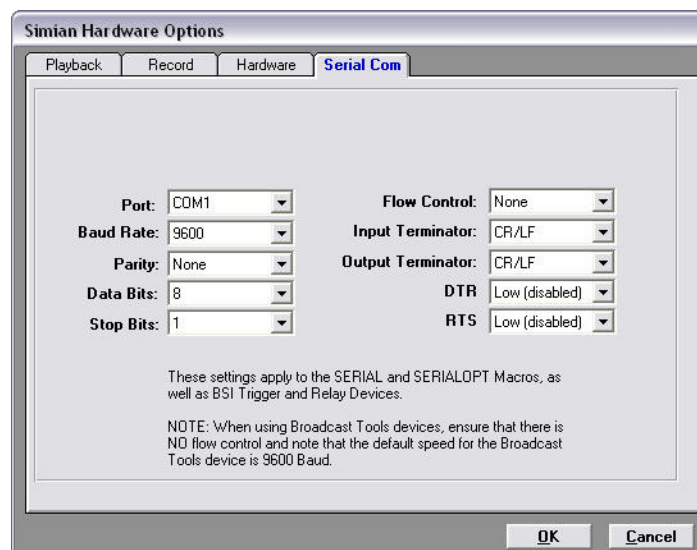 Simian Hardware Options
Playback Record Hardware Serial Com
Port: COM1
Baud Rate: 9600
Parity: None
Data Bits: 8
Stop Bits: 1
Flow Control: None
Input Terminator: CR/LF
Output Terminator: CR/LF
DTR Low (disabled)
RTS Low (disabled)
These settings apply to the SERIAL and SERIALOPT Macros, as
well as BSI Trigger and Relay Devices.
NOTE: When using Broadcast Tools devices, ensure that there is
NO flow control and note that the default speed for the Broadcast
Tools device is 9600 Baud.
OK Cancel